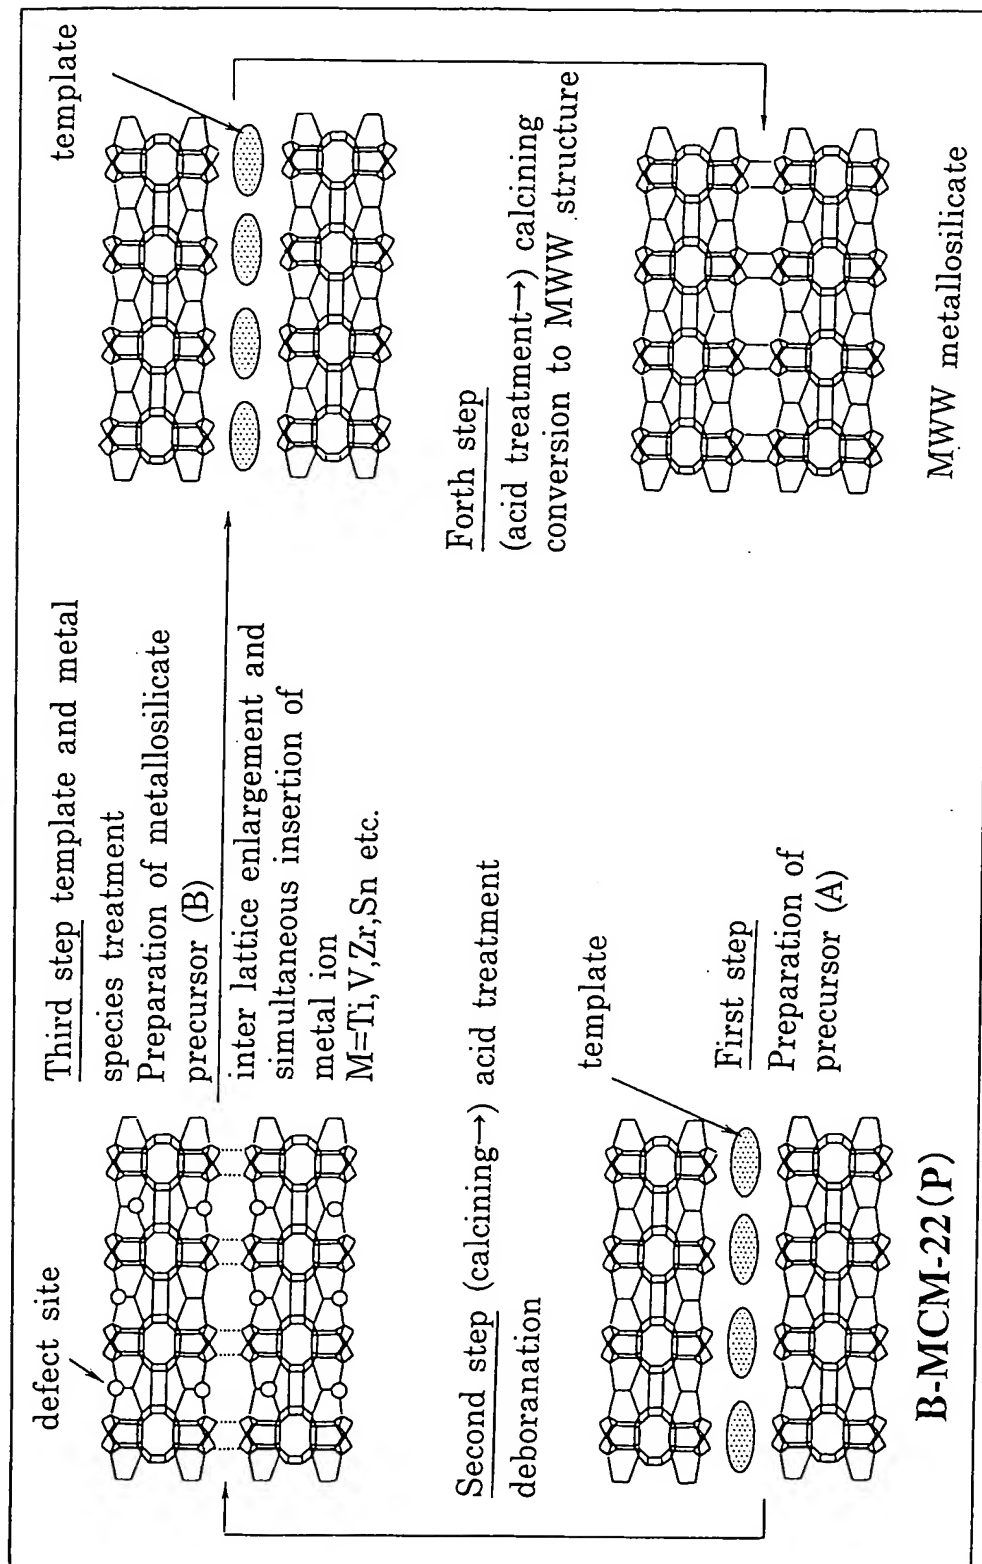 defect site
Third step template and metal
species treatment
Preparation of metallosilicate
precursor (B)
inter lattice enlargement and
simultaneous insertion of
metal ion
M=Ti,V,Zr,Sn etc.
template
Second step (calcining→) acid treatment
deboranation
Forth step
(acid treatment→) calcining
conversion to MWW structure
template
First step
Preparation of
precursor (A)
B-MCM-22(P)
MWW metallosilicate